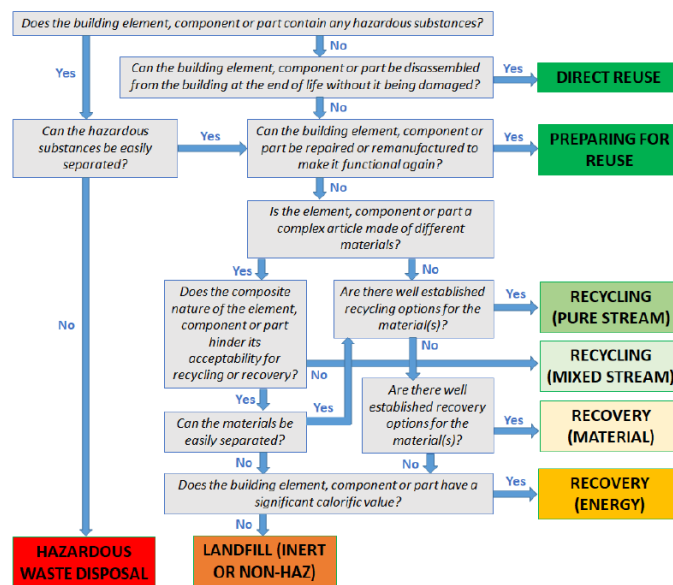 Does the building element, component or part contain any hazardous substances?
Yes
No
Can the building element, component or part be disassembled
from the building at the end of life without it being damaged?
Yes
DIRECT REUSE
No
Can the hazardous
substances be easily
separated?
Yes
Can the building element, component or
part be repaired or remanufactured to
make it functional again?
Yes
PREPARING FOR
REUSE
No
Is the element, component or part a
complex article made of different
materials?
Yes
No
Does the composite
nature of the element,
component or part
hinder its
acceptability for
recycling or recovery?
Are there well established
recycling options for the
material(s)?
Yes
RECYCLING
(PURE STREAM)
No
No
No
RECYCLING
(MIXED STREAM)
Yes
Can the materials be
easily separated?
Yes
Are there well
established recovery
options for the
material(s)?
Yes
RECOVERY
(MATERIAL)
No
No
Does the building element, component or part have a
significant calorific value?
Yes
RECOVERY
(ENERGY)
No
HAZARDOUS
WASTE DISPOSAL
LANDFILL (INERT
OR NON-HAZ)